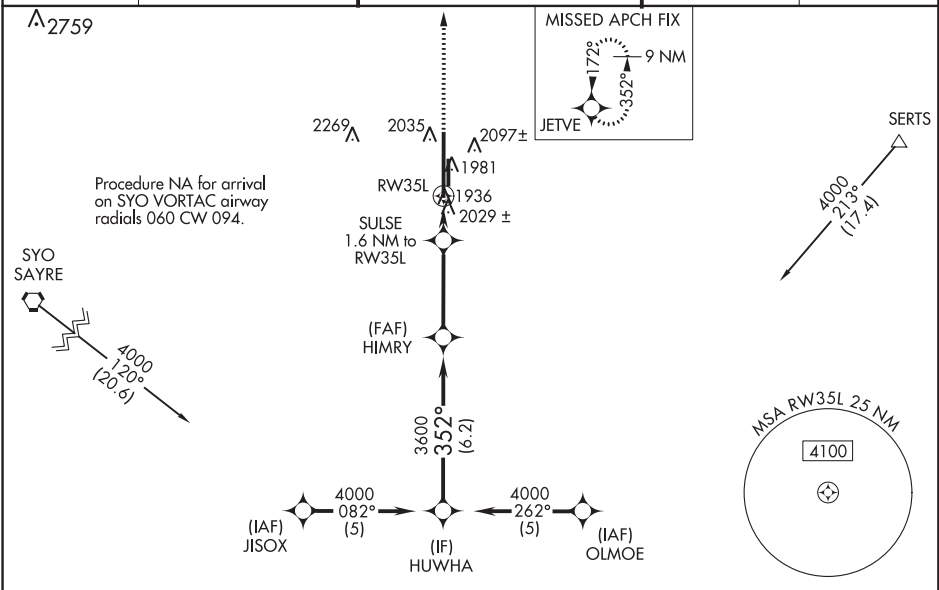 2759
MISSED APCH FIX
172°
352°
9 NM
JETVE
2269
2035
2097±
1981
RW35L
1936
2029 ±
SERTS
4000
213°
(17.4)
Procedure NA for arrival
on SYO VORTAC airway
radials 060 CW 094.
SULSE
1.6 NM to
RW35L
SYO
SAYRE
4000
120°
(20.6)
(FAF)
HIMRY
3600
352°
(6.2)
MSA RW35L 25 NM
4100
4000
082°
(5)
4000
262°
(5)
(IAF)
JISOX
(IF)
HUWHA
(IAF)
OLMOE